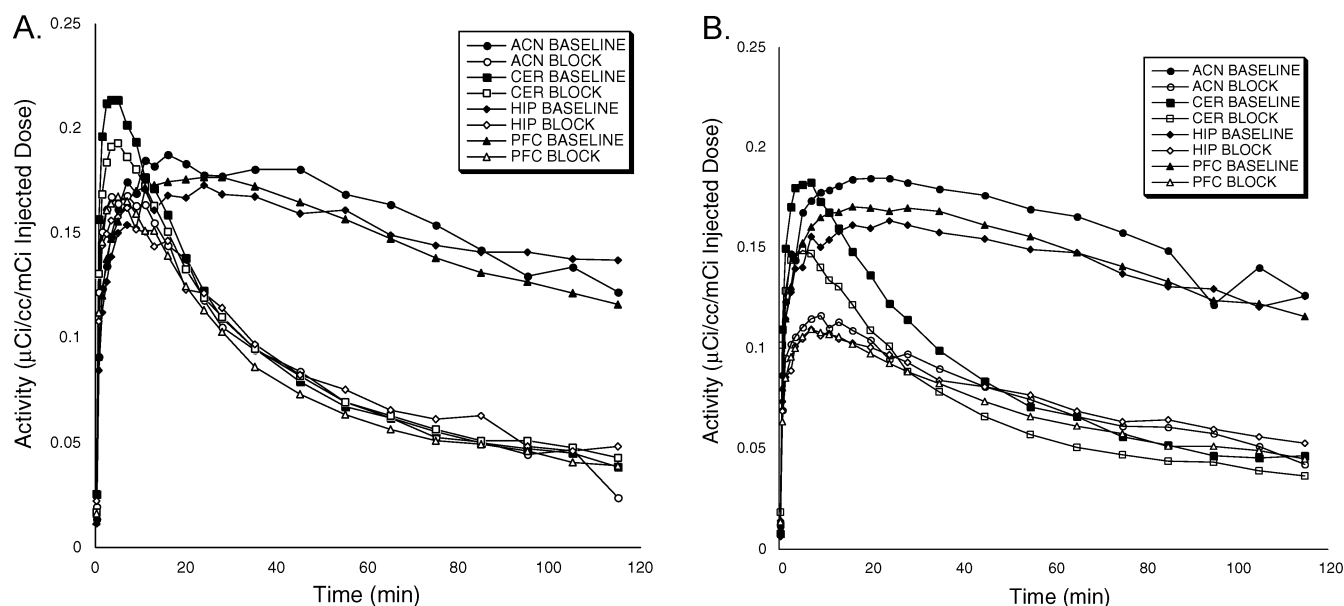 A.
0.25
0.2
0.15
0.1
0.05
0
Activity (μCi/cc/mCi Injected Dose)
ACN BASELINE
ACN BLOCK
CER BASELINE
CER BLOCK
HIP BASELINE
HIP BLOCK
PFC BASELINE
PFC BLOCK
0 20 40 60 80 100 120
Time (min)
B.
0.25
0.2
0.15
0.1
0.05
0
Activity (μCi/cc/mCi Injected Dose)
ACN BASELINE
ACN BLOCK
CER BASELINE
CER BLOCK
HIP BASELINE
HIP BLOCK
PFC BASELINE
PFC BLOCK
0 20 40 60 80 100 120
Time (min)